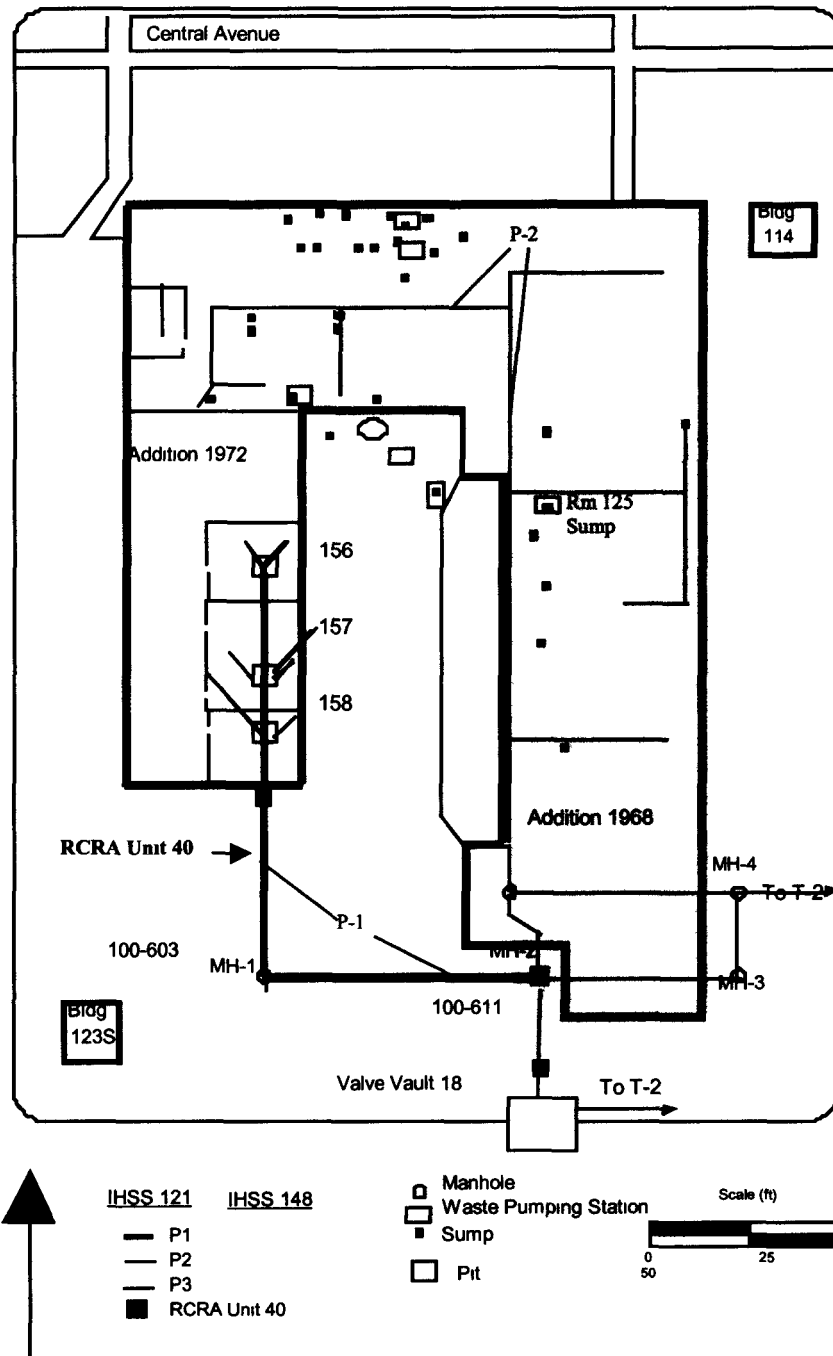 Central Avenue
Bldg
114
P-2
Addition 1972
Rm 125
Sump
156
157
158
Addition 1968
RCRA Unit 40
MH-4
To T-2
P-1
100-603
MH-1
MH-2
MH-3
100-611
Bldg
123S
Valve Vault 18
To T-2
IHSS 121 IHSS 148
P1
P2
P3
RCRA Unit 40
Manhole
Waste Pumping Station
Sump
Pit
Scale (ft)
0 25
50